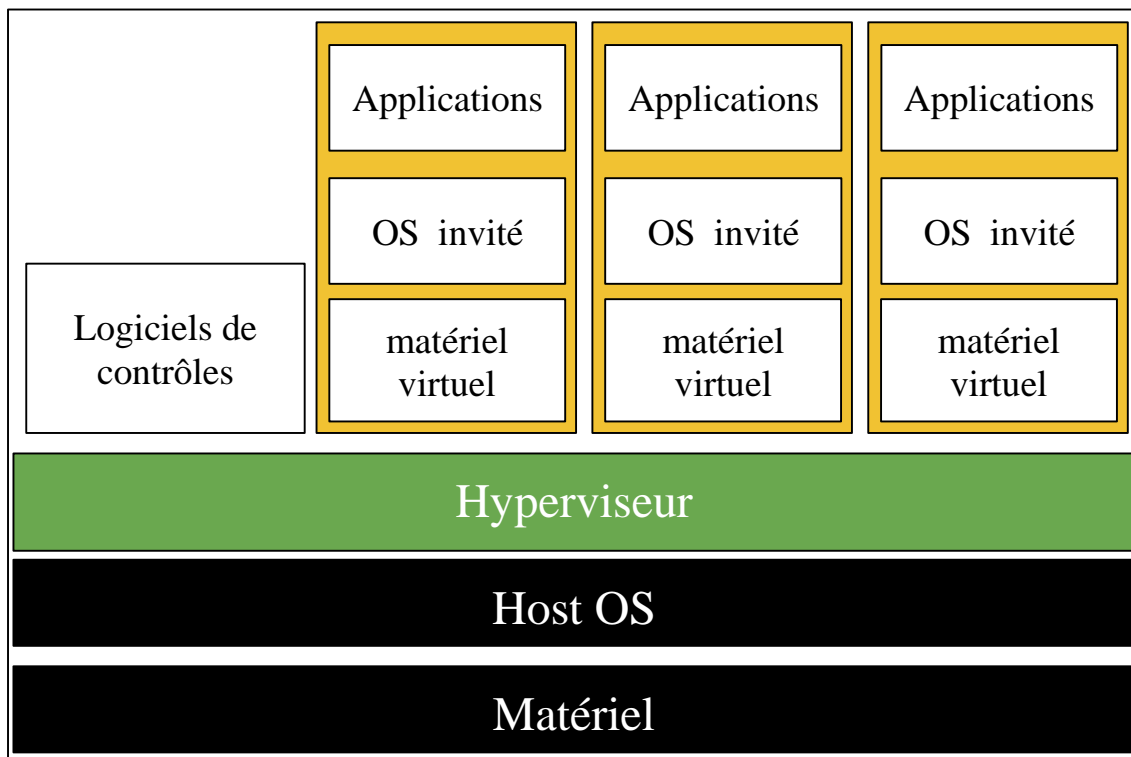 Applications
Applications
Applications
OS invité
OS invité
OS invité
Logiciels de
contrôles
matériel
virtuel
matériel
virtuel
matériel
virtuel
Hyperviseur
Host OS
Matériel